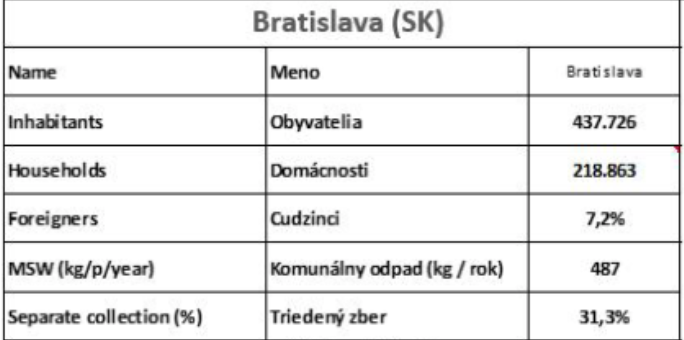 Bratislava (SK)
Name Meno Bratislava
Inhabitants Obyvatelia 437.726
Households Domácnosti 218.863
Foreigners Cudzinci 7,2%
MSW (kg/p/year) Komunálny odpad (kg / rok) 487
Separate collection (%) Triedený zber 31,3%